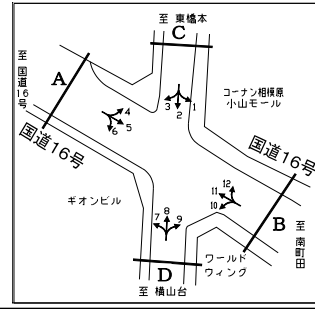 至 東橋本
C
至 国道16号
A
コーナン相模原
小山モール
3 2 1
4
5
6
国道16号
国道16号
ギオンビル
11 12
10
7 8 9
B
至 南町田
D
ワールド
ウィング
至 横山台